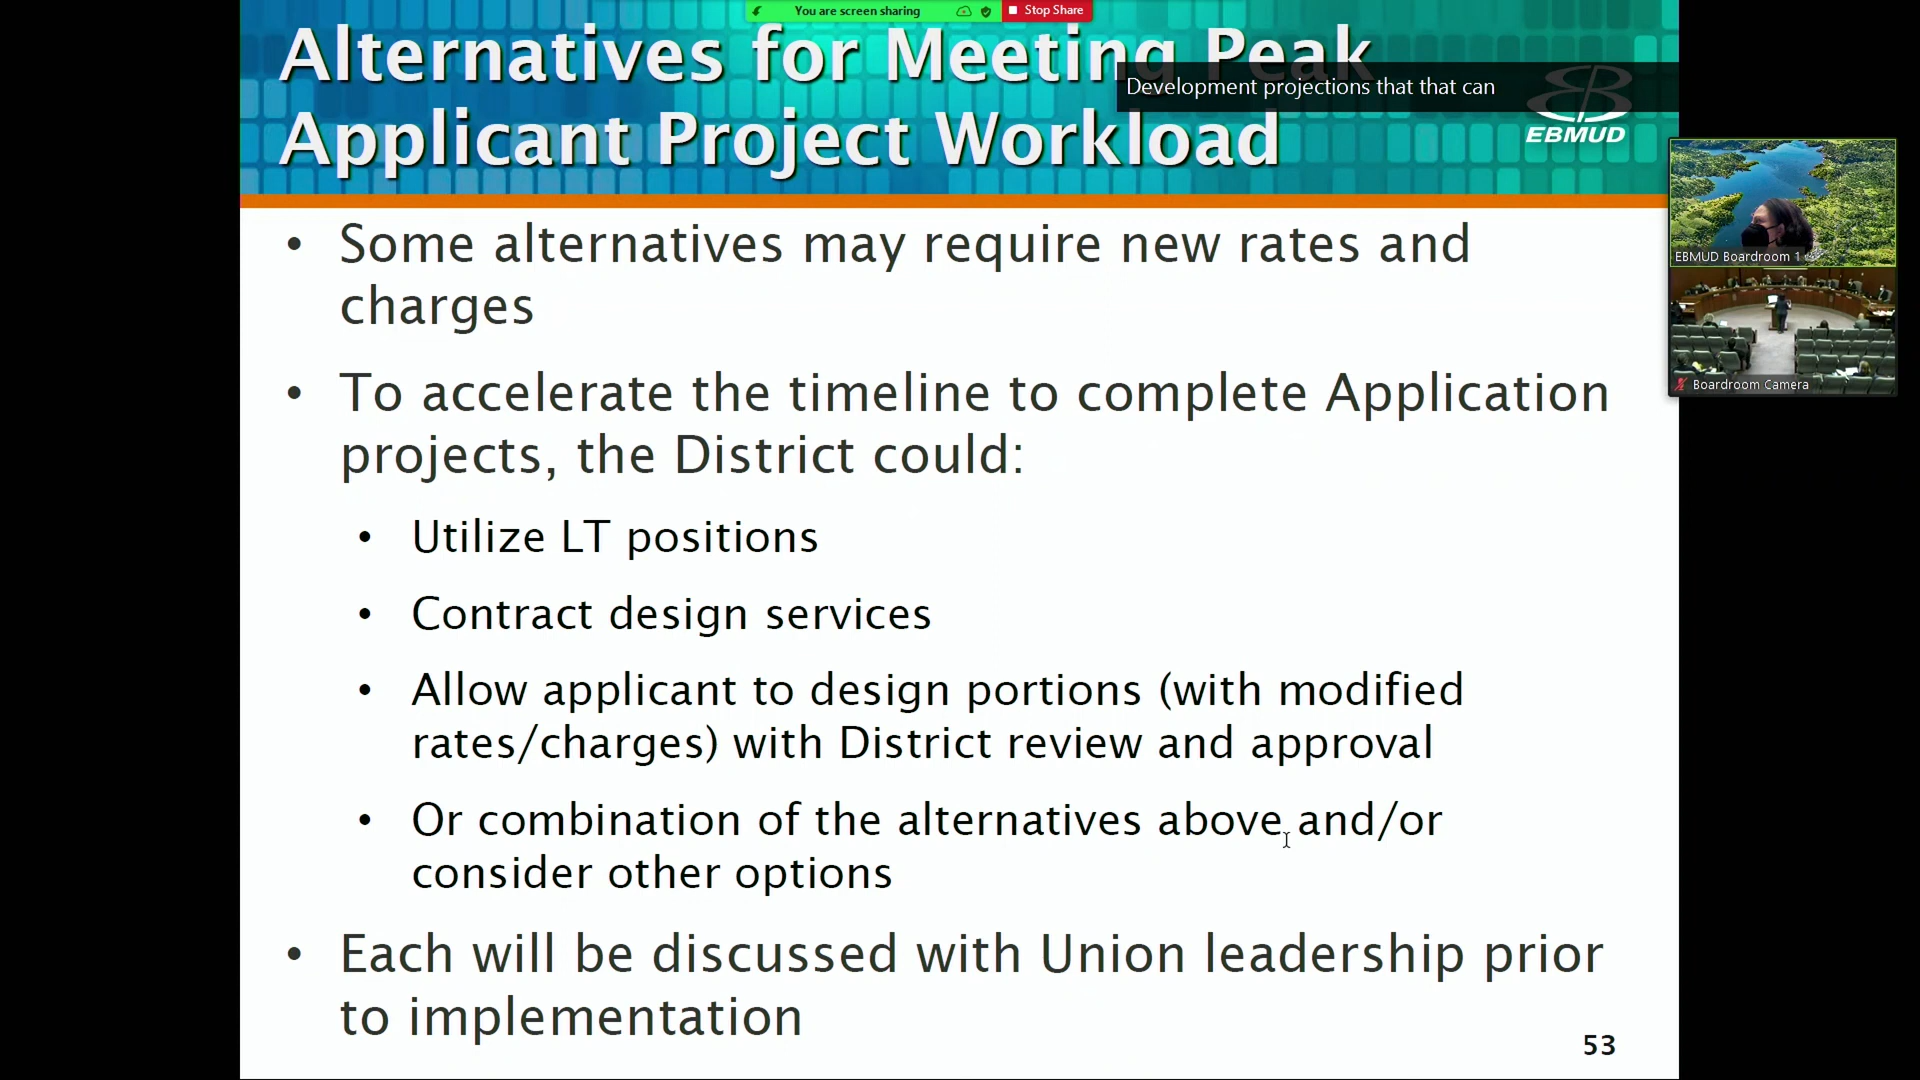 You are screen sharing
Stop Share
Alternatives for Meeting Peak
Development projections that that can
Applicant Project Workload
EBMUD
• Some alternatives may require new rates and
charges
• To accelerate the timeline to complete Application
projects, the District could:
• Utilize LT positions
• Contract design services
• Allow applicant to design portions (with modified
rates/charges) with District review and approval
• Or combination of the alternatives above and/or
consider other options
• Each will be discussed with Union leadership prior
to implementation
53
EBMUD Boardroom 1
Boardroom Camera